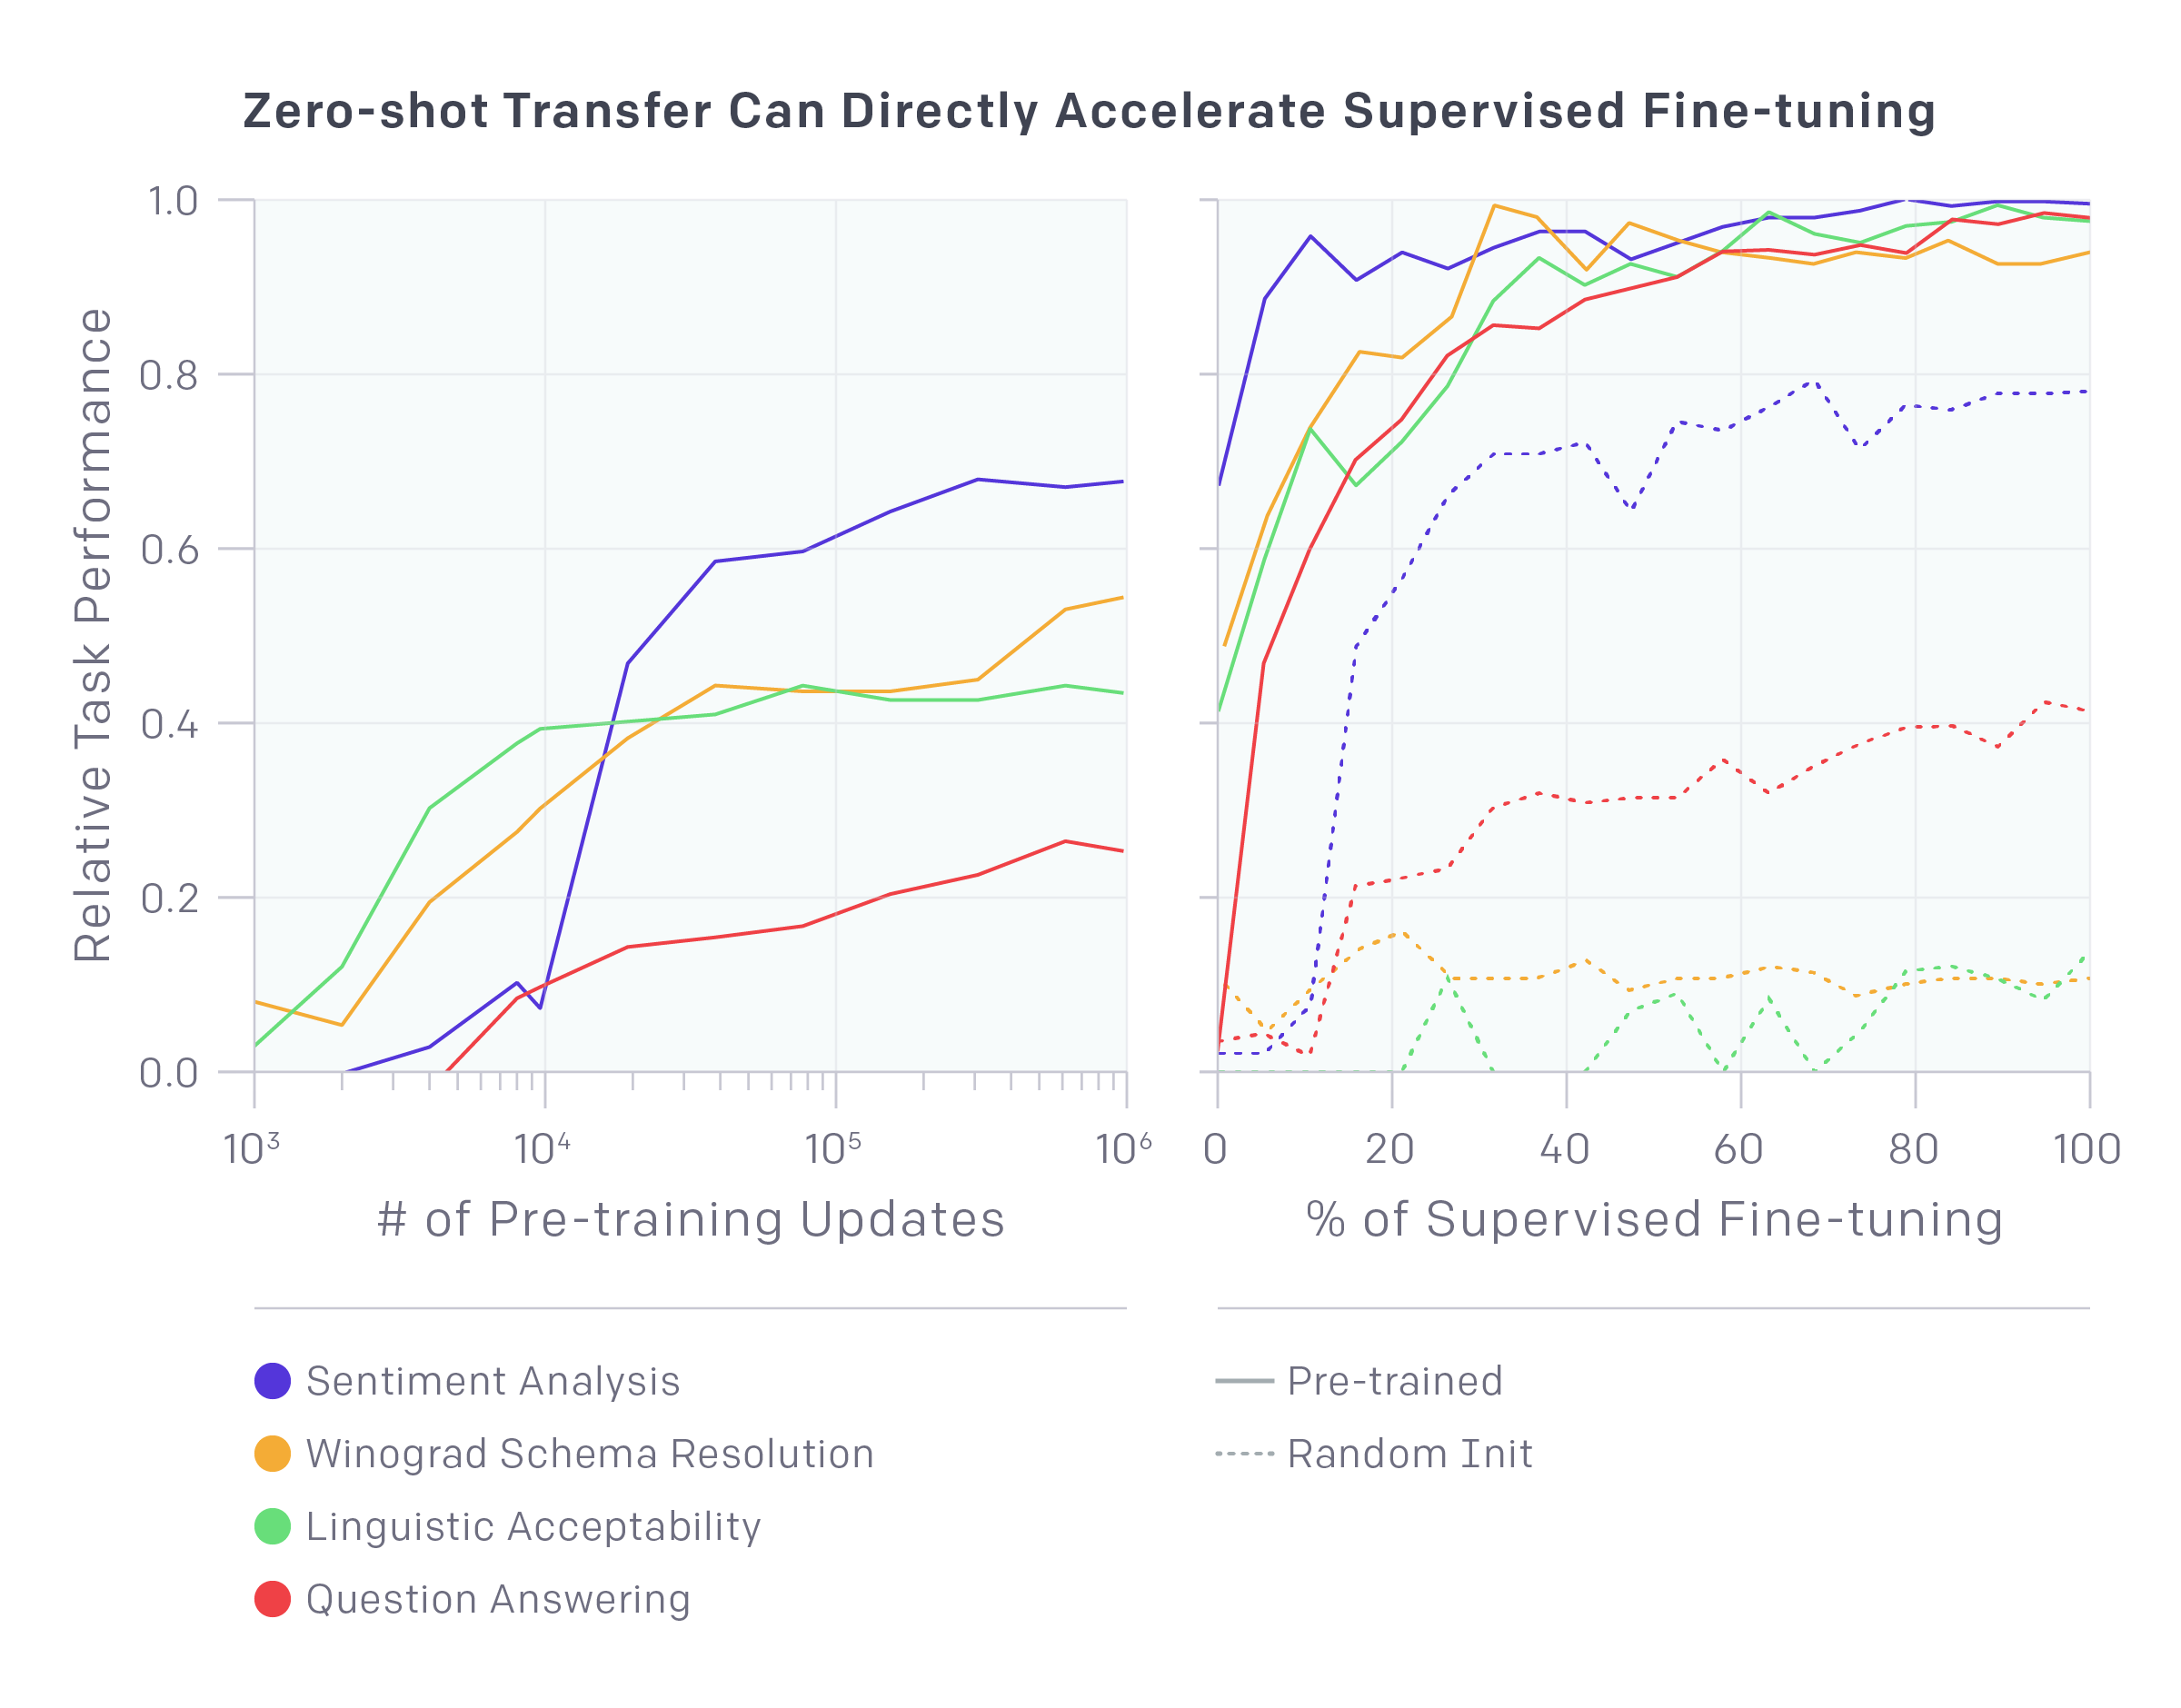 Zero-shot Transfer Can Directly Accelerate Supervised Fine-tuning
Relative Task Performance
1.0
0.8
0.6
0.4
0.2
0.0
10³ 10⁴ 10⁵ 10⁶
# of Pre-training Updates
0 20 40 60 80 100
% of Supervised Fine-tuning
Sentiment Analysis
Winograd Schema Resolution
Linguistic Acceptability
Question Answering
Pre-trained
Random Init